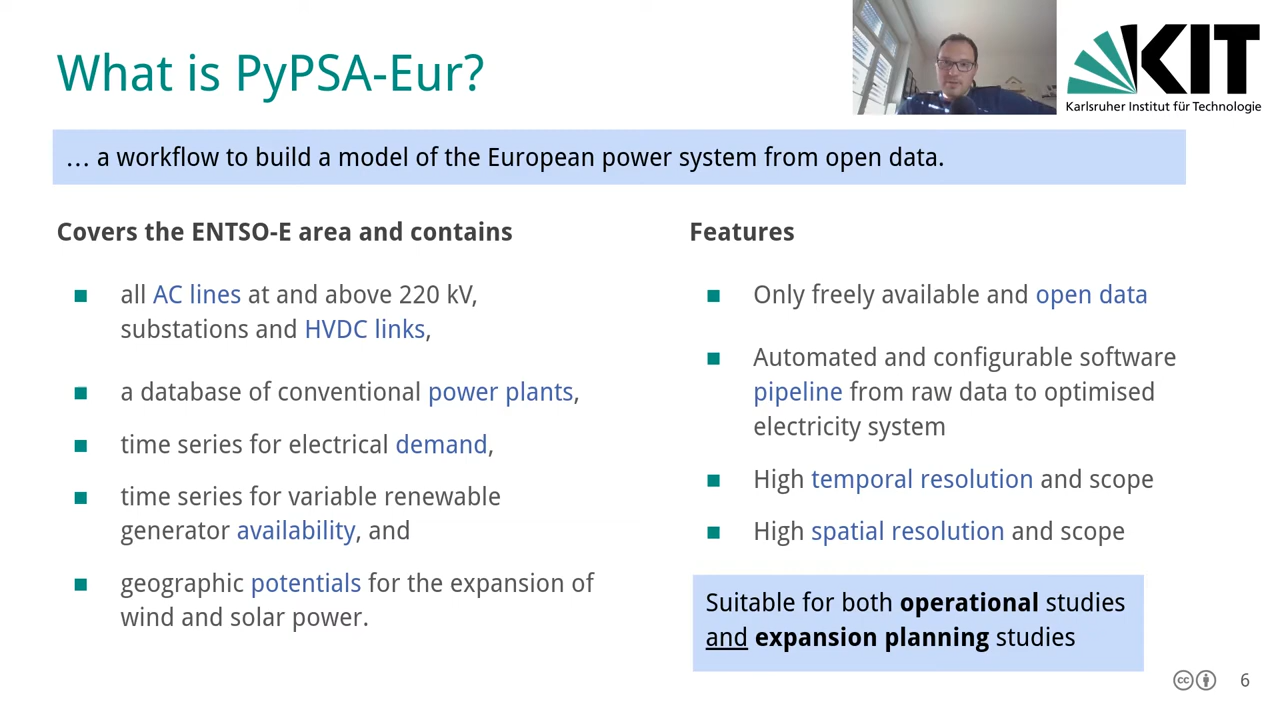 What is PyPSA-Eur?
KIT
Karlsruher Institut für Technologie
… a workflow to build a model of the European power system from open data.
Covers the ENTSO-E area and contains
all AC lines at and above 220 kV,
substations and HVDC links,
a database of conventional power plants,
time series for electrical demand,
time series for variable renewable
generator availability, and
geographic potentials for the expansion of
wind and solar power.
Features
Only freely available and open data
Automated and configurable software
pipeline from raw data to optimised
electricity system
High temporal resolution and scope
High spatial resolution and scope
Suitable for both operational studies
and expansion planning studies
cc
6